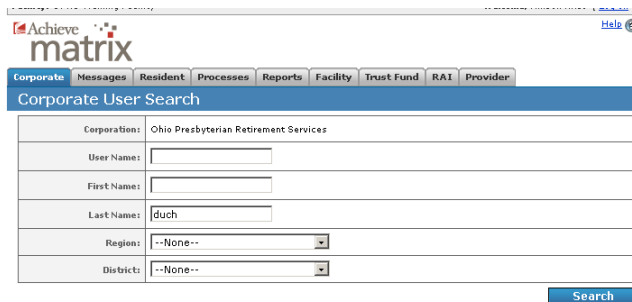 Help
Achieve
matrix
Corporate Messages Resident Processes Reports Facility Trust Fund RAI Provider
Corporate User Search
Corporation: Ohio Presbyterian Retirement Services
User Name:
First Name:
Last Name: duch
Region: --None--
District: --None--
Search